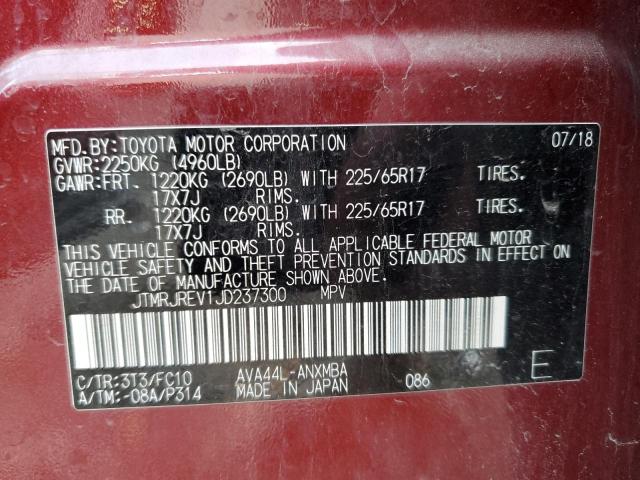 MFD.BY:TOYOTA MOTOR CORPORATION 07/18
GVWR:2250KG (4960LB)
GAWR:FRT. 1220KG (2690LB) WITH 225/65R17 TIRES.
17X7J RIMS.
RR. 1220KG (2690LB) WITH 225/65R17 TIRES.
17X7J RIMS.
THIS VEHICLE CONFORMS TO ALL APPLICABLE FEDERAL MOTOR
VEHICLE SAFETY AND THEFT PREVENTION STANDARDS IN EFFECT ON
THE DATE OF MANUFACTURE SHOWN ABOVE.
JTMRJREV1JD237300 MPV
C/TR:3T3/FC10 AVA44L-ANXMBA
A/TM:-08A/P314 MADE IN JAPAN 086 E